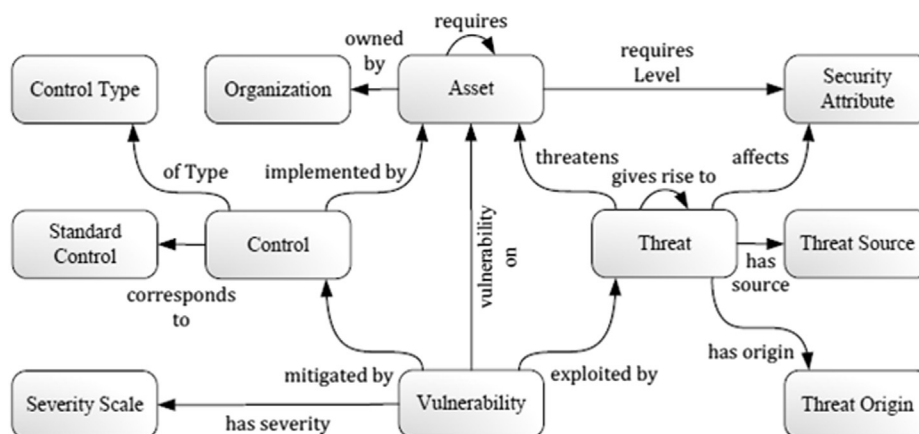 requires
owned
by
requires
Level
Control Type
Organization
Asset
Security
Attribute
of Type
implemented by
threatens
affects
gives rise to
Standard
Control
Control
vulnerability
on
Threat
Threat Source
has
source
corresponds
to
mitigated by
exploited by
has origin
Severity Scale
has severity
Vulnerability
Threat Origin